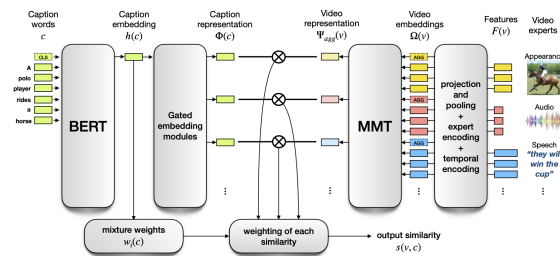 Caption words c
Caption embedding h(c)
Caption representation Φ(c)
Video representation Ψagg(v)
Video embeddings Ω(v)
Features F(v)
Video experts
CLS
A
polo
player
rides
a
horse
BERT
Gated embedding modules
MMT
AGG
AGG
AGG
projection and pooling + expert encoding + temporal encoding
Appearance
Audio
Speech
"they will
win the
cup"
mixture weights
wi(c)
weighting of each
similarity
output similarity
s(v, c)